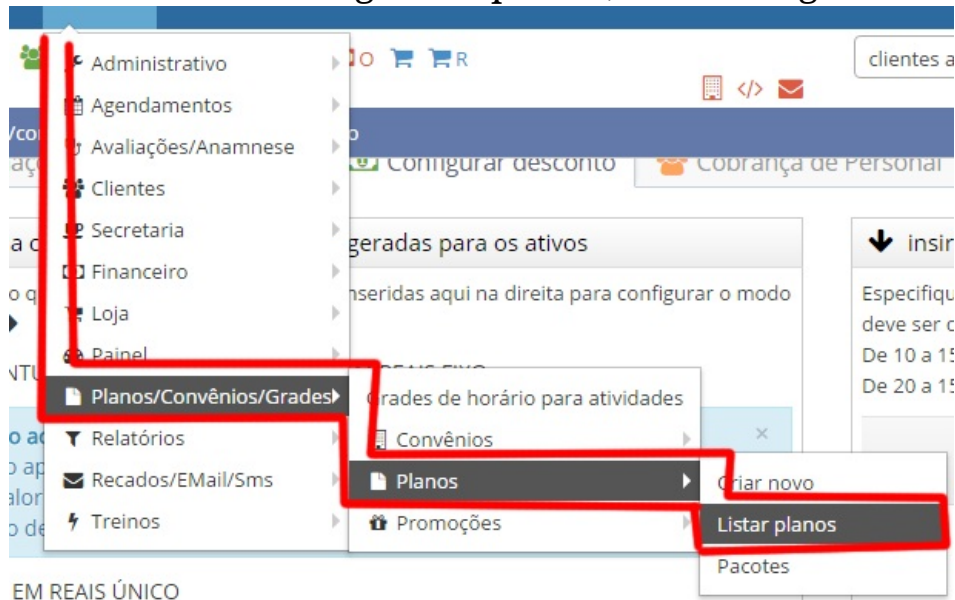 O R
clientes a
Administrativo
Agendamentos
Avaliações/Anamnese
Clientes
Secretaria
Financeiro
Loja
Painel
Planos/Convênios/Grades
Relatórios
Recados/EMail/Sms
Treinos
Configurar desconto
Cobrança de Personal
geradas para os ativos
nseridas aqui na direita para configurar o modo
REAIS FIXO
Grades de horário para atividades
Convênios
Planos
Promoções
Criar novo
Listar planos
Pacotes
insir
Especifiqu
deve ser
De 10 a 15
De 20 a 15
EM REAIS ÚNICO